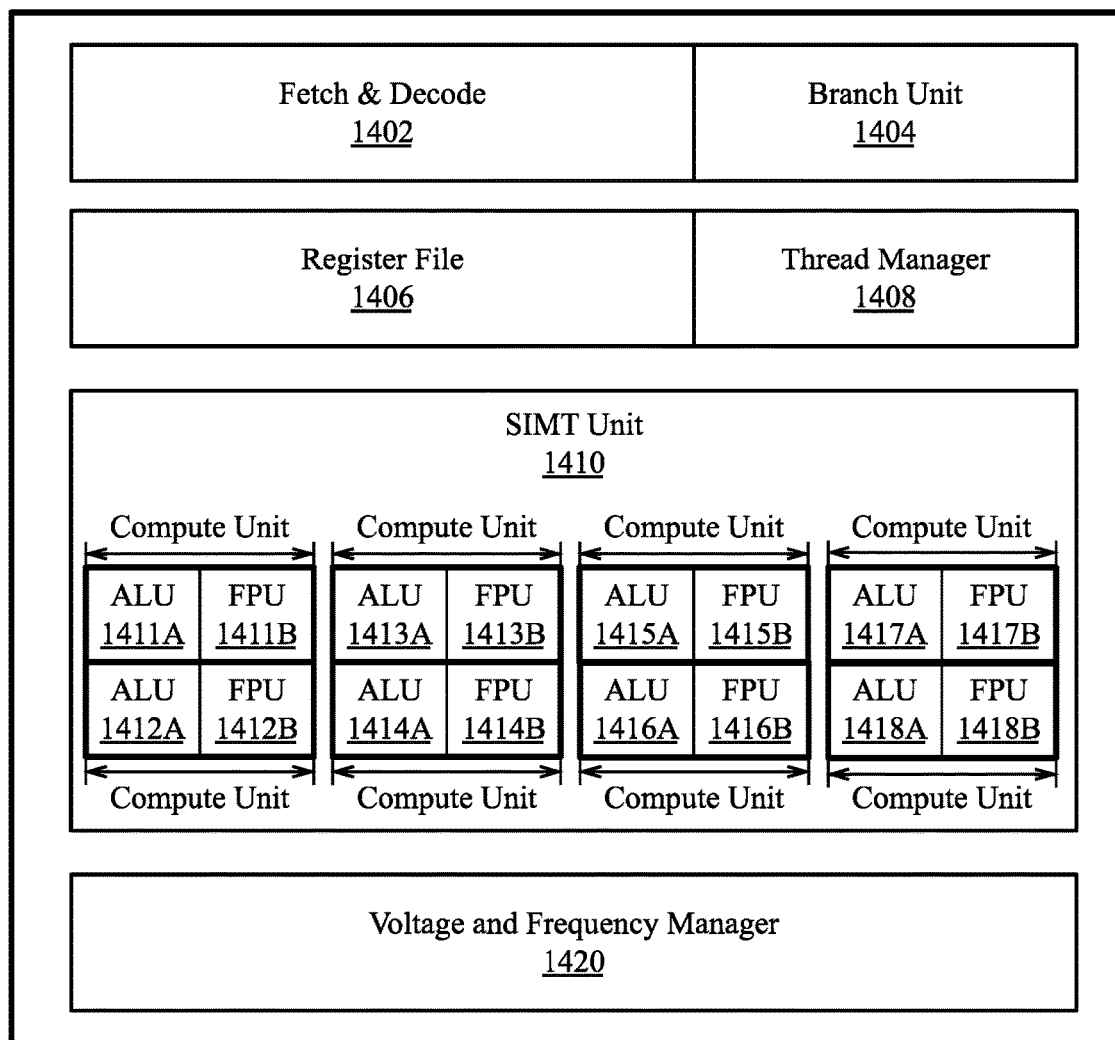 Fetch & Decode
1402
Branch Unit
1404
Register File
1406
Thread Manager
1408
SIMT Unit
1410
Compute Unit Compute Unit Compute Unit Compute Unit
ALU FPU ALU FPU ALU FPU ALU FPU
1411A 1411B 1413A 1413B 1415A 1415B 1417A 1417B
ALU FPU ALU FPU ALU FPU ALU FPU
1412A 1412B 1414A 1414B 1416A 1416B 1418A 1418B
Compute Unit Compute Unit Compute Unit Compute Unit
Voltage and Frequency Manager
1420